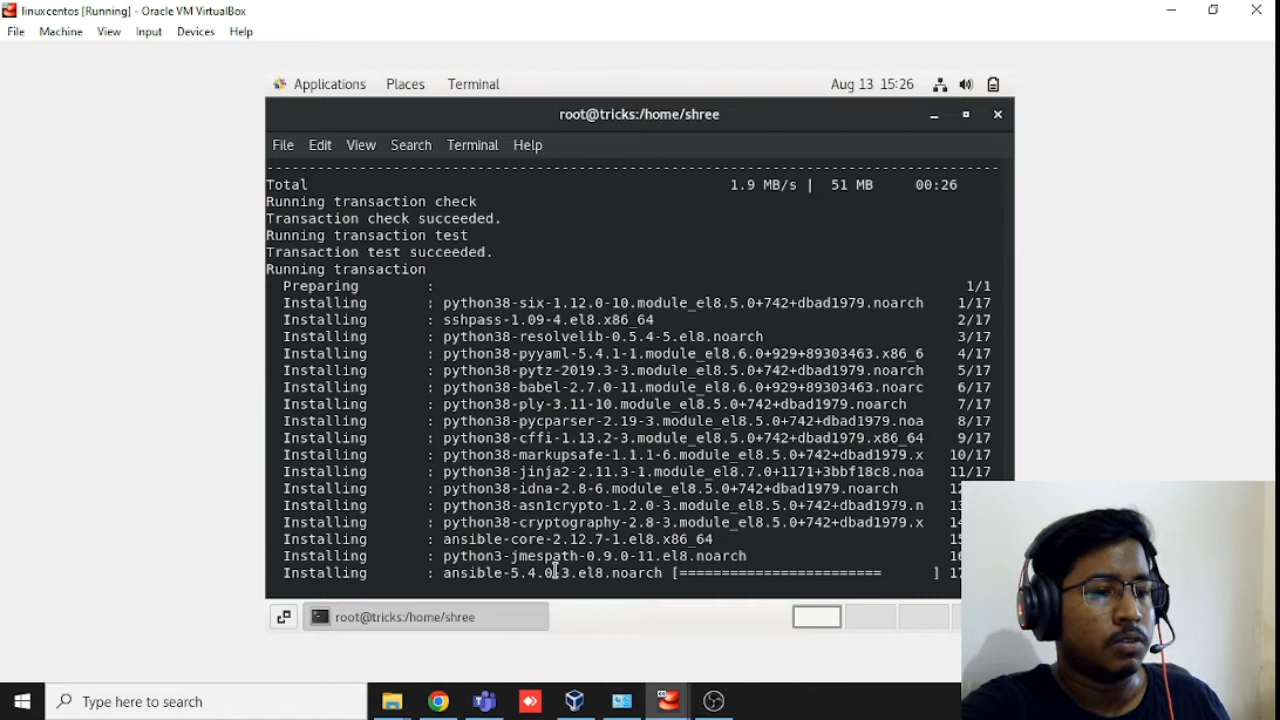 linuxcentos [Running] - Oracle VM VirtualBox
File Machine View Input Devices Help
Applications Places Terminal Aug 13 15:26
root@tricks:/home/shree
File Edit View Search Terminal Help
--------------------------------------------------------------------------------
Total 1.9 MB/s | 51 MB 00:26
Running transaction check
Transaction check succeeded.
Running transaction test
Transaction test succeeded.
Running transaction
Preparing : 1/1
Installing : python38-six-1.12.0-10.module_el8.5.0+742+dbad1979.noarch 1/17
Installing : sshpass-1.09-4.el8.x86_64 2/17
Installing : python38-resolvelib-0.5.4-5.el8.noarch 3/17
Installing : python38-pyyaml-5.4.1-1.module_el8.6.0+929+89303463.x86_6 4/17
Installing : python38-pytz-2019.3-3.module_el8.5.0+742+dbad1979.noarch 5/17
Installing : python38-babel-2.7.0-11.module_el8.6.0+929+89303463.noarc 6/17
Installing : python38-ply-3.11-10.module_el8.5.0+742+dbad1979.noarch 7/17
Installing : python38-pycparser-2.19-3.module_el8.5.0+742+dbad1979.noa 8/17
Installing : python38-cffi-1.13.2-3.module_el8.5.0+742+dbad1979.x86_64 9/17
Installing : python38-markupsafe-1.1.1-6.module_el8.5.0+742+dbad1979.x 10/17
Installing : python38-jinja2-2.11.3-1.module_el8.7.0+1171+3bbf18c8.noa 11/17
Installing : python38-idna-2.8-6.module_el8.5.0+742+dbad1979.noarch 12
Installing : python38-asn1crypto-1.2.0-3.module_el8.5.0+742+dbad1979.n 13
Installing : python38-cryptography-2.8-3.module_el8.5.0+742+dbad1979.x 14
Installing : ansible-core-2.12.7-1.el8.x86_64 15
Installing : python3-jmespath-0.9.0-11.el8.noarch 16
Installing : ansible-5.4.0-3.el8.noarch [======================== ] 17
root@tricks:/home/shree
Type here to search